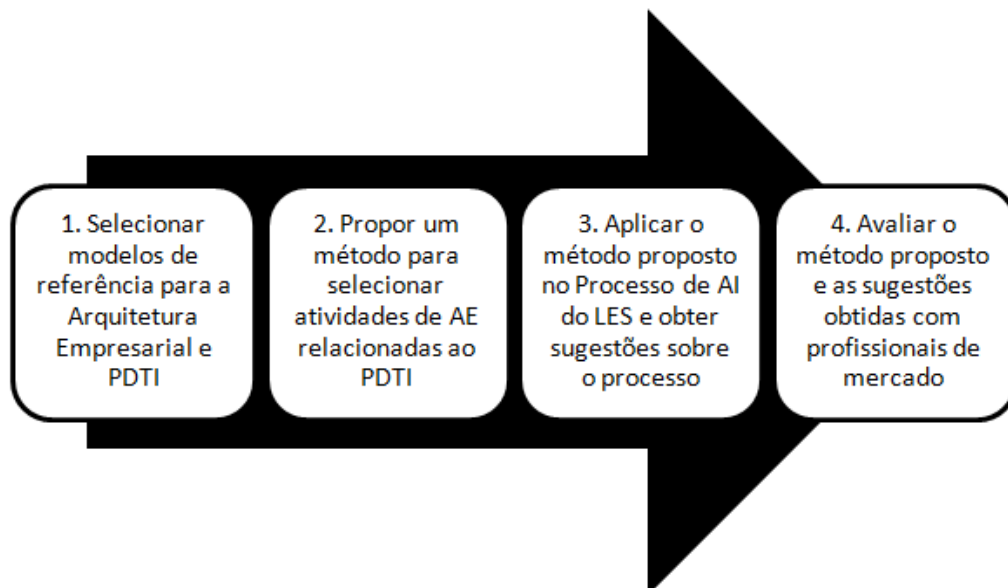 1. Selecionar
modelos de
referência para a
Arquitetura
Empresarial e
PDTI
2. Propor um
método para
selecionar
atividades de AE
relacionadas ao
PDTI
3. Aplicar o
método proposto
no Processo de AI
do LES e obter
sugestões sobre
o processo
4. Avaliar o
método proposto
e as sugestões
obtidas com
profissionais de
mercado